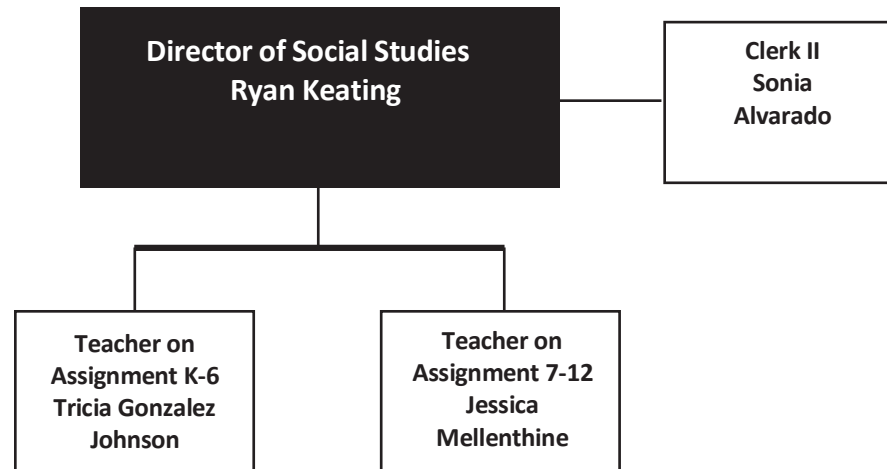 Director of Social Studies
Ryan Keating
Clerk II
Sonia
Alvarado
Teacher on
Assignment K-6
Tricia Gonzalez
Johnson
Teacher on
Assignment 7-12
Jessica
Mellenthine